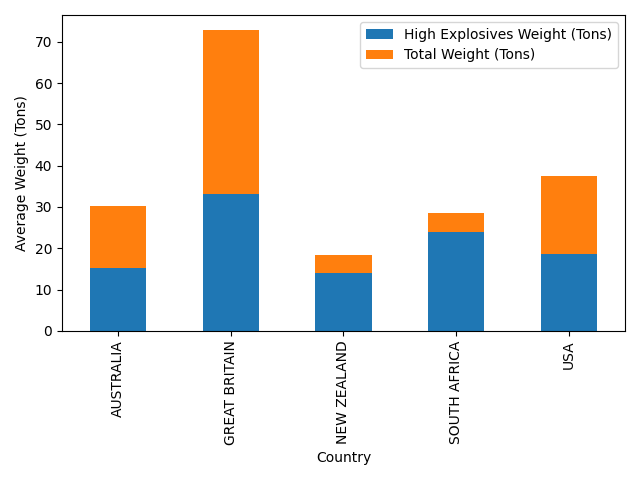 High Explosives Weight (Tons)
Total Weight (Tons)
Average Weight (Tons)
70
60
50
40
30
20
10
0
AUSTRALIA
GREAT BRITAIN
NEW ZEALAND
SOUTH AFRICA
USA
Country